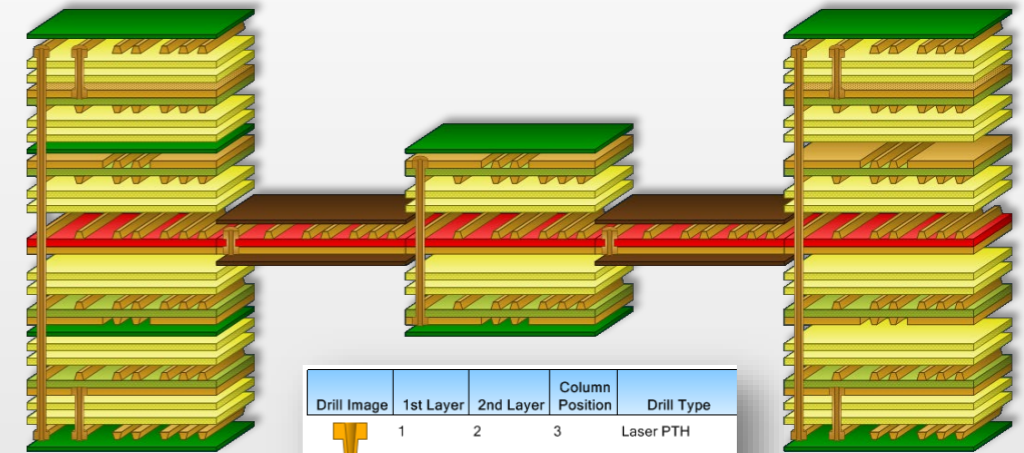 Drill Image 1st Layer 2nd Layer Column Position Drill Type
1 2 3 Laser PTH